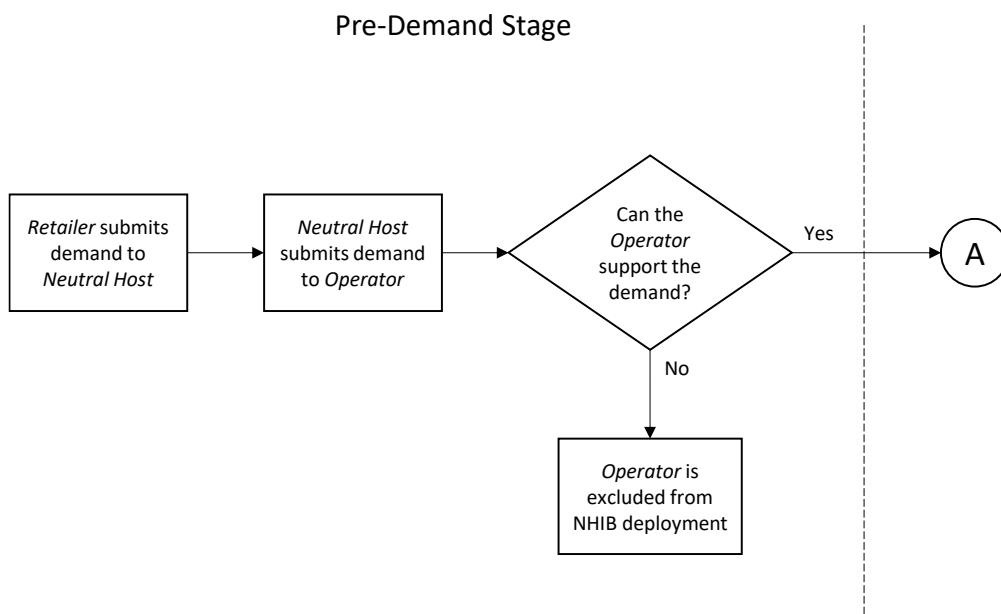 Pre-Demand Stage
Retailer submits
demand to
Neutral Host
Neutral Host
submits demand
to Operator
Can the
Operator
support the
demand?
Yes
A
No
Operator is
excluded from
NHIB deployment